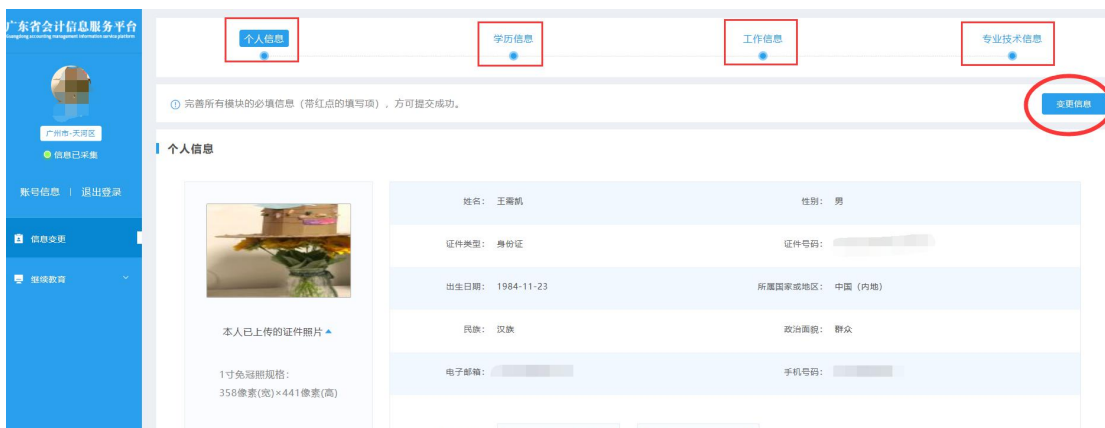 广东省会计信息服务平台
Guangdong accounting management information service platform
广州市-天河区
信息已采集
账号信息 | 退出登录
信息变更
继续教育
个人信息 学历信息 工作信息 专业技术信息
完善所有模块的必填信息（带红点的填写项），方可提交成功。 变更信息
个人信息
本人已上传的证件照片
1寸免冠照规格：
358像素(宽)×441像素(高)
姓名： 王需凯 性别： 男
证件类型： 身份证 证件号码：
出生日期： 1984-11-23 所属国家或地区： 中国（内地）
民族： 汉族 政治面貌： 群众
电子邮箱： 手机号码：